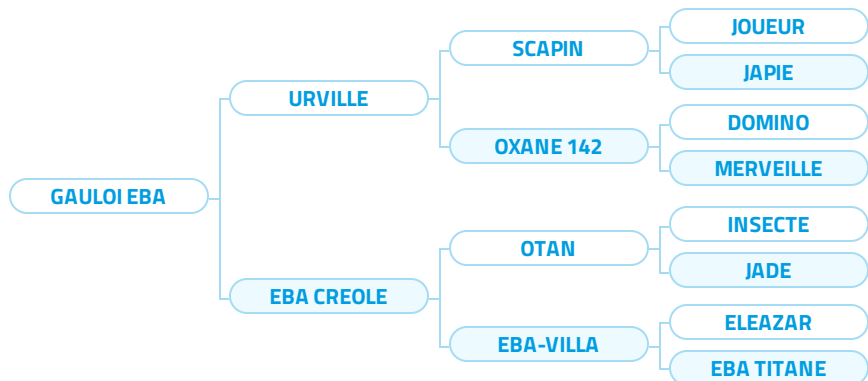 JOUEUR
SCAPIN
JAPIE
URVILLE
DOMINO
OXANE 142
MERVEILLE
GAULOI EBA
INSECTE
OTAN
JADE
EBA CREOLE
ELEAZAR
EBA-VILLA
EBA TITANE